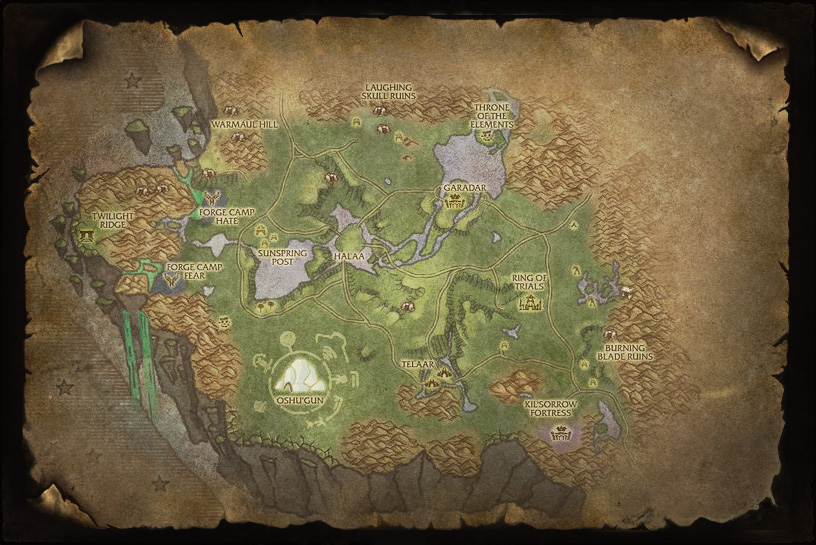 LAUGHING
SKULL RUINS
WARMAUL HILL
THRONE
OF THE
ELEMENTS
GARADAR
TWILIGHT
RIDGE
FORGE CAMP
HATE
SUNSPRING
POST
HALAA
FORGE CAMP
FEAR
RING OF
TRIALS
BURNING
BLADE RUINS
TELAAR
OSHU'GUN
KIL'SORROW
FORTRESS